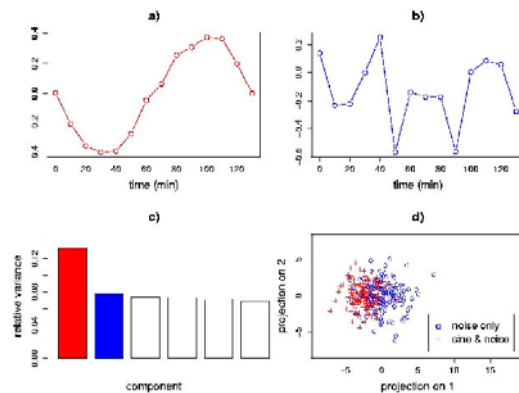 a)
0.4
0.2
0.0
0.2
0.4
0 20 40 60 80 100 120
time (min)
b)
0.2
0.0
−0.2
−0.4
−0.6
0 20 40 60 80 100 120
time (min)
c)
relative variance
0.12
0.08
0.04
0.00
component
d)
projection on 2
5
0
−5
−5 0 5 10 15
projection on 1
noise only
sine & noise